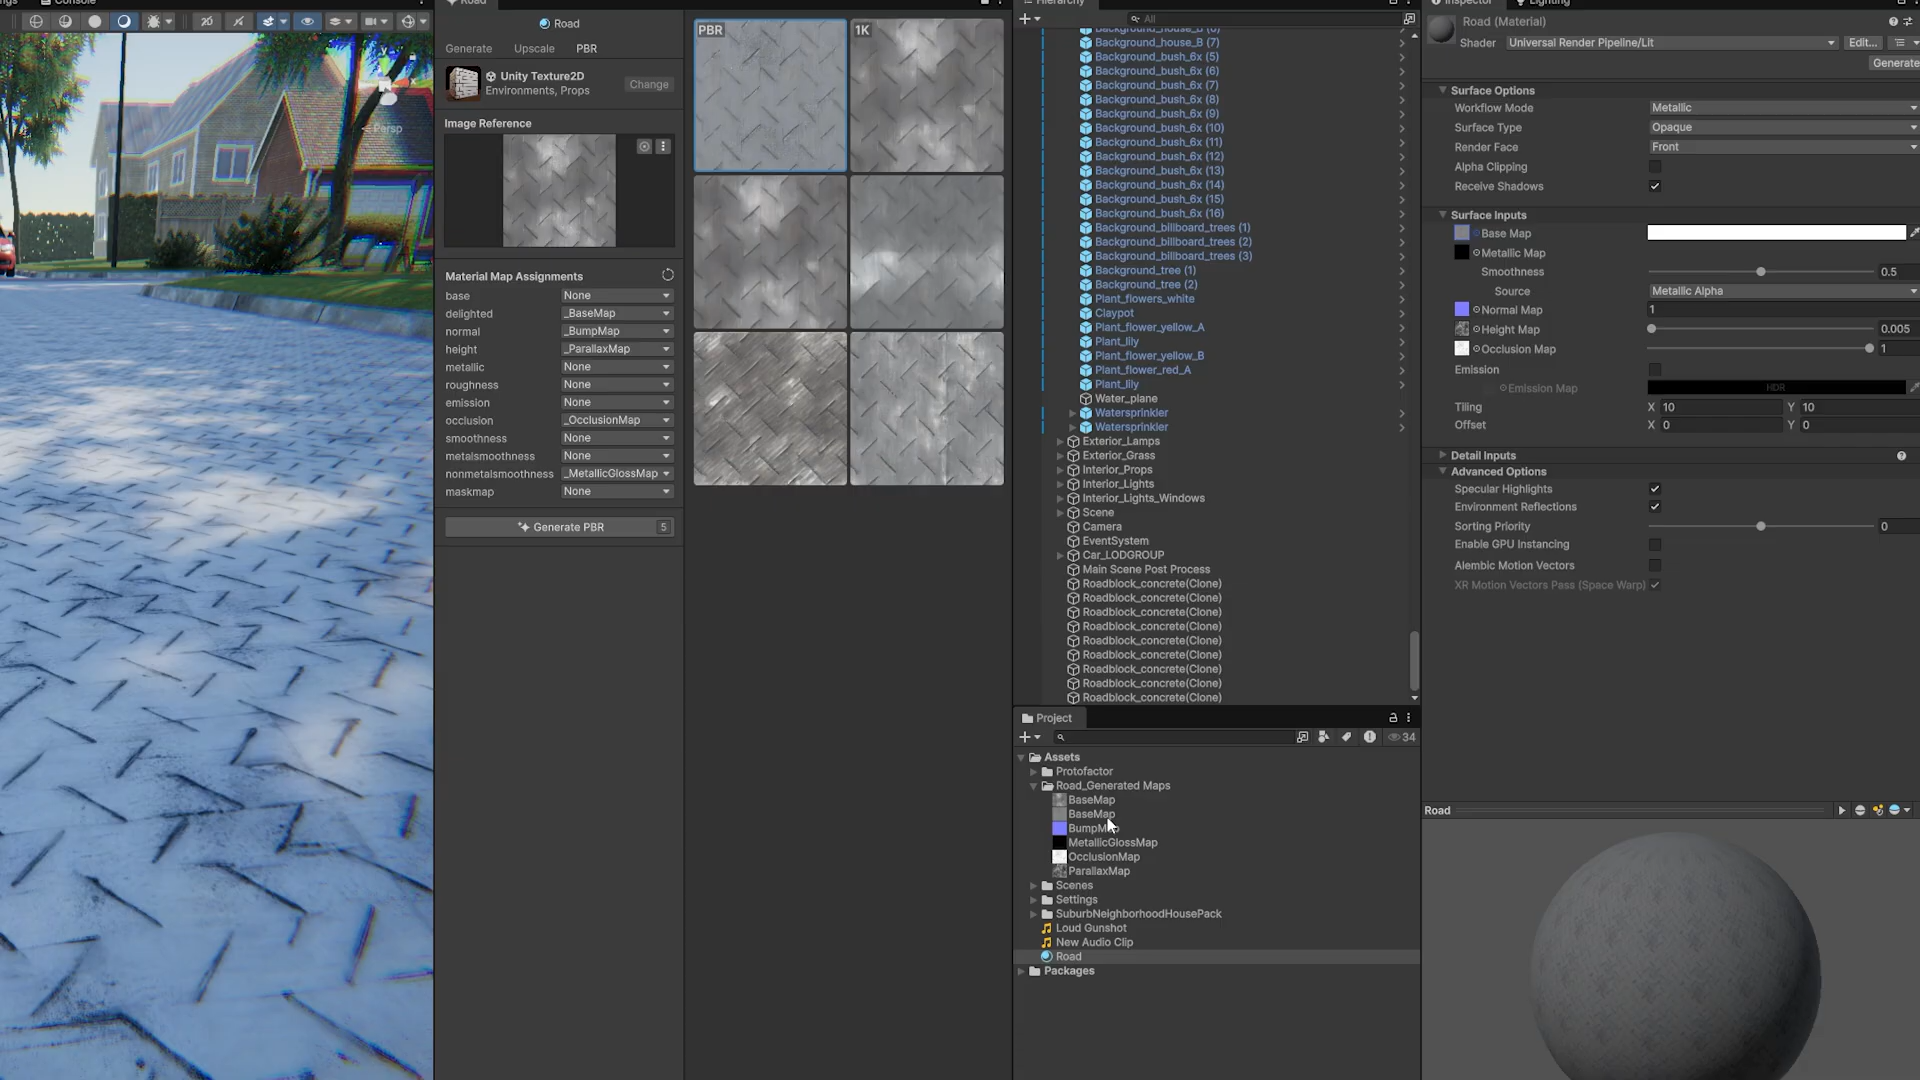 Console
Persp
Road
Road
Generate
Upscale
PBR
Unity Texture2D
Environments, Props
Change
Image Reference
Material Map Assignments
base
None
delighted
_BaseMap
normal
_BumpMap
height
_ParallaxMap
metallic
None
roughness
None
emission
None
occlusion
_OcclusionMap
smoothness
None
metalsmoothness
None
nonmetalsmoothness
_MetallicGlossMap
maskmap
None
Generate PBR
5
PBR
1K
Hierarchy
All
Background_house_B (6)
Background_house_B (7)
Background_bush_6x (5)
Background_bush_6x (6)
Background_bush_6x (7)
Background_bush_6x (8)
Background_bush_6x (9)
Background_bush_6x (10)
Background_bush_6x (11)
Background_bush_6x (12)
Background_bush_6x (13)
Background_bush_6x (14)
Background_bush_6x (15)
Background_bush_6x (16)
Background_billboard_trees (1)
Background_billboard_trees (2)
Background_billboard_trees (3)
Background_tree (1)
Background_tree (2)
Plant_flowers_white
Claypot
Plant_flower_yellow_A
Plant_lily
Plant_flower_yellow_B
Plant_flower_red_A
Plant_lily
Water_plane
Watersprinkler
Watersprinkler
Exterior_Lamps
Exterior_Grass
Interior_Props
Interior_Lights
Interior_Lights_Windows
Scene
Camera
EventSystem
Car_LODGROUP
Main Scene Post Process
Roadblock_concrete(Clone)
Roadblock_concrete(Clone)
Roadblock_concrete(Clone)
Roadblock_concrete(Clone)
Roadblock_concrete(Clone)
Roadblock_concrete(Clone)
Roadblock_concrete(Clone)
Roadblock_concrete(Clone)
Roadblock_concrete(Clone)
Project
34
Assets
Protofactor
Road_Generated Maps
BaseMap
BaseMap
BumpMap
MetallicGlossMap
OcclusionMap
ParallaxMap
Scenes
Settings
SuburbNeighborhoodHousePack
Loud Gunshot
New Audio Clip
Road
Packages
Inspector
Lighting
Road (Material)
Shader
Universal Render Pipeline/Lit
Edit...
Generate
Surface Options
Workflow Mode
Metallic
Surface Type
Opaque
Render Face
Front
Alpha Clipping
Receive Shadows
Surface Inputs
Base Map
Metallic Map
Smoothness
0.5
Source
Metallic Alpha
Normal Map
1
Height Map
0.005
Occlusion Map
1
Emission
Emission Map
HDR
Tiling
X 10
Y 10
Offset
X 0
Y 0
Detail Inputs
Advanced Options
Specular Highlights
Environment Reflections
Sorting Priority
0
Enable GPU Instancing
Alembic Motion Vectors
XR Motion Vectors Pass (Space Warp)
Road